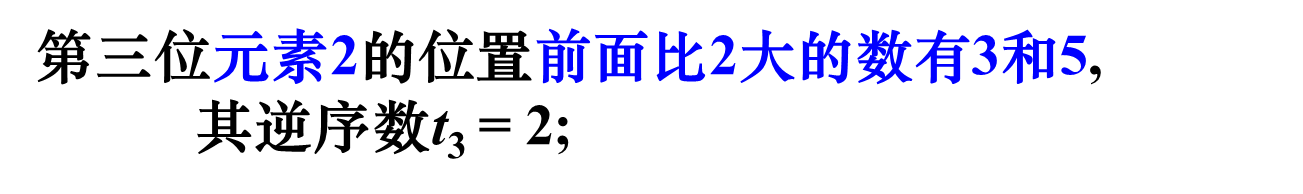 第三位元素2的位置前面比2大的数有3和5,
其逆序数t₃ = 2;